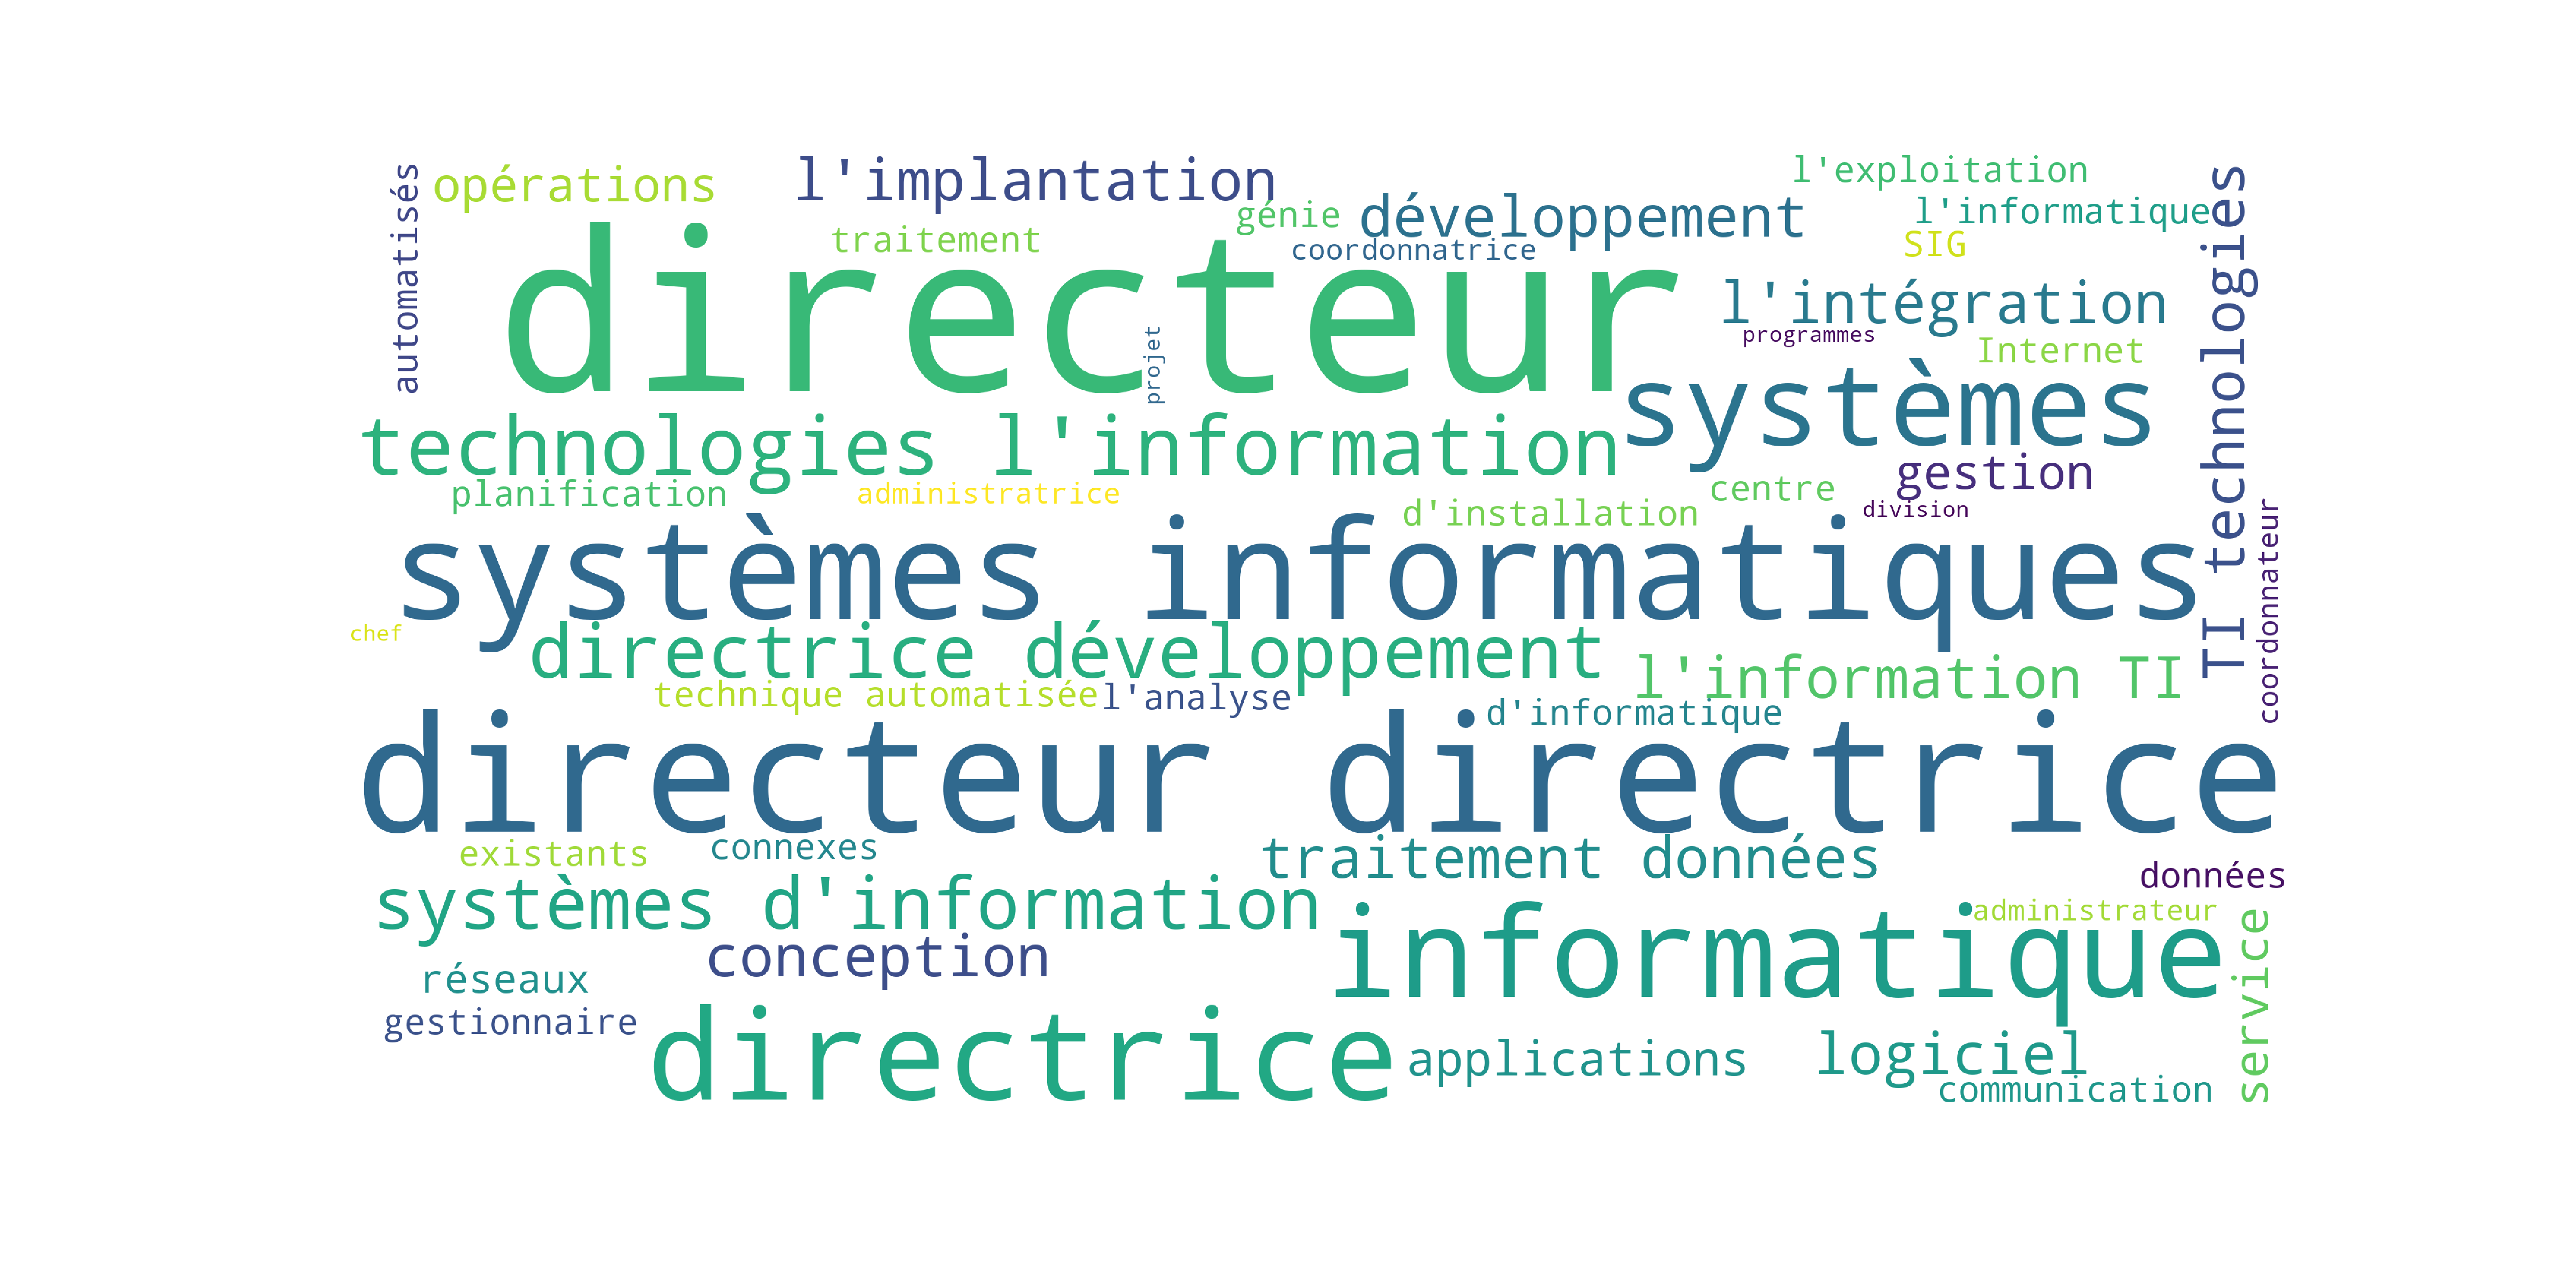 automatisés
opérations
l'implantation
l'exploitation
génie
développement
l'informatique
traitement
coordonnatrice
SIG
TI technologies
directeur
l'intégration
projet
programmes
Internet
systèmes
technologies l'information
gestion
planification
administratrice
centre
d'installation
division
coordonnateur
systèmes informatiques
chef
directrice développement
l'information TI
technique automatisée
l'analyse
d'informatique
directeur directrice
existants
connexes
traitement données
données
systèmes d'information
administrateur
service
informatique
conception
réseaux
gestionnaire
directrice
applications
logiciel
communication